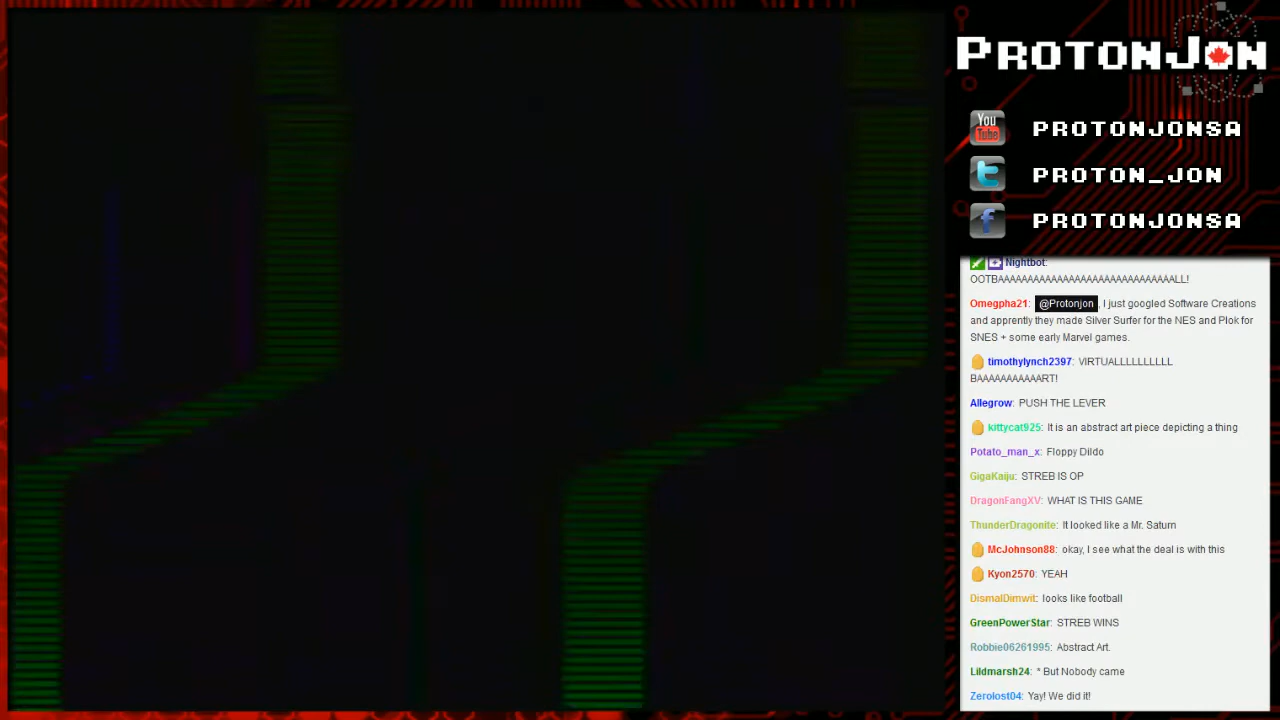 PROTONJON
You Tube
PROTONJONSA
PROTON_JON
PROTONJONSA
Nightbot:
OOTBAAAAAAAAAAAAAAAAAAAAAAAAAAAAALL!
Omegpha21: @Protonjon , I just googled Software Creations
and apprently they made Silver Surfer for the NES and Plok for
SNES + some early Marvel games.
timothylynch2397: VIRTUALLLLLLLLLL
BAAAAAAAAAAART!
Allegrow: PUSH THE LEVER
kittycat925: It is an abstract art piece depicting a thing
Potato_man_x: Floppy Dildo
GigaKaiju: STREB IS OP
DragonFangXV: WHAT IS THIS GAME
ThunderDragonite: It looked like a Mr. Saturn
McJohnson88: okay, I see what the deal is with this
Kyon2570: YEAH
DismalDimwit: looks like football
GreenPowerStar: STREB WINS
Robbie06261995: Abstract Art.
Lildmarsh24: * But Nobody came
Zerolost04: Yay! We did it!